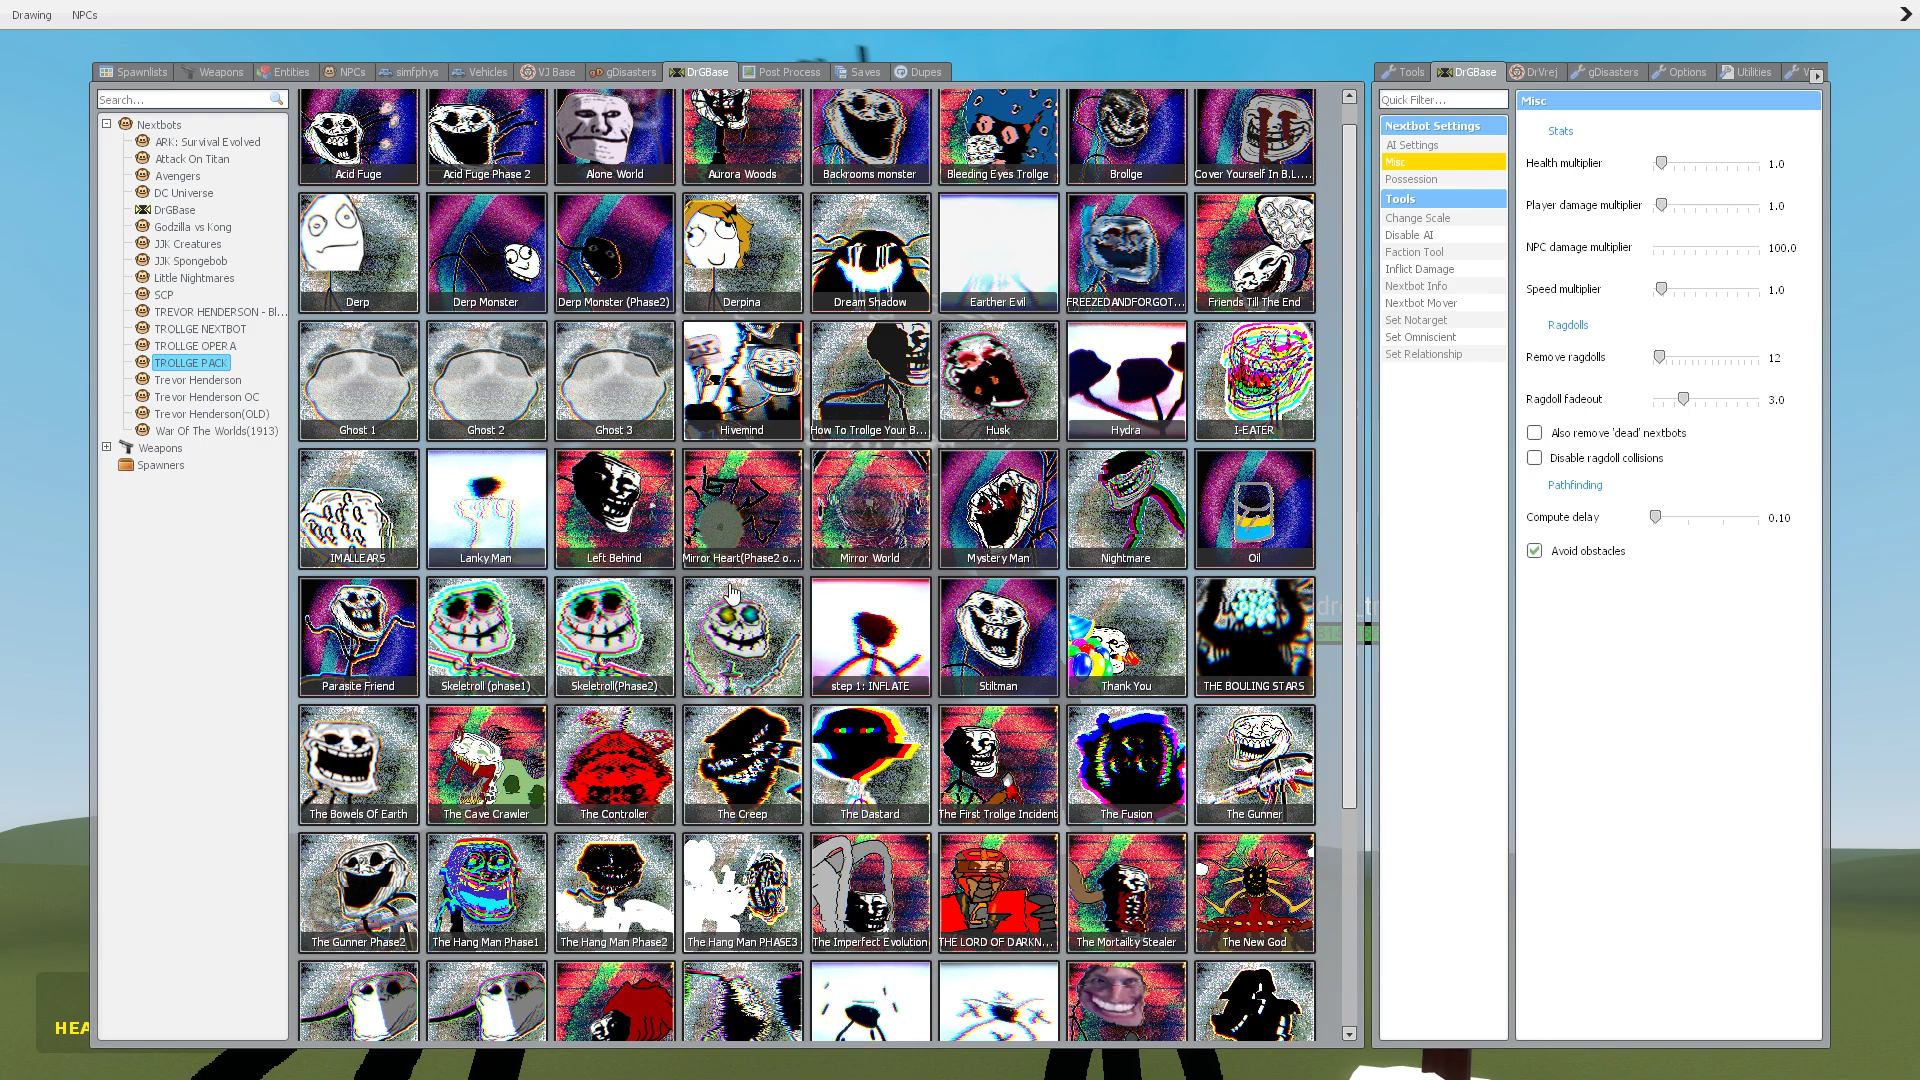 Drawing NPCs
Spawnlists Weapons Entities NPCs simfphys Vehicles VJ Base gDisasters DrGBase Post Process Saves Dupes
Tools DrGBase DrVrej gDisasters Options Utilities
Search...
Nextbots
ARK: Survival Evolved
Attack On Titan
Avengers
DC Universe
DrGBase
Godzilla vs Kong
JJK Creatures
JJK Spongebob
Little Nightmares
SCP
TREVOR HENDERSON - Bl...
TROLLGE NEXTBOT
TROLLGE OPERA
TROLLGE PACK
Trevor Henderson
Trevor Henderson OC
Trevor Henderson(OLD)
War Of The Worlds(1913)
Weapons
Spawners
Acid Fuge Acid Fuge Phase 2 Alone World Aurora Woods Backrooms monster Bleeding Eyes Trollge Brollge Cover Yourself In B.L....
Derp Derp Monster Derp Monster (Phase2) Derpina Dream Shadow Earther Evil FREEZEDANDFORGOT... Friends Till The End
Ghost 1 Ghost 2 Ghost 3 Hivemind How To Trollge Your B... Husk Hydra I-EATER
IMALLEARS Lanky Man Left Behind Mirror Heart(Phase2 o... Mirror World Mystery Man Nightmare Oil
Parasite Friend Skeletroll (phase1) Skeletroll(Phase2) step 1: INFLATE Stiltman Thank You THE BOULING STARS
The Bowels Of Earth The Cave Crawler The Controller The Creep The Dastard The First Trollge Incident The Fusion The Gunner
The Gunner Phase2 The Hang Man Phase1 The Hang Man Phase2 The Hang Man PHASE3 The Imperfect Evolution THE LORD OF DARKN... The Mortailty Stealer The New God
HEA
Quick Filter...
Nextbot Settings
AI Settings
Misc
Possession
Tools
Change Scale
Disable AI
Faction Tool
Inflict Damage
Nextbot Info
Nextbot Mover
Set Notarget
Set Omniscient
Set Relationship
Misc
Stats
Health multiplier 1.0
Player damage multiplier 1.0
NPC damage multiplier 100.0
Speed multiplier 1.0
Ragdolls
Remove ragdolls 12
Ragdoll fadeout 3.0
Also remove 'dead' nextbots
Disable ragdoll collisions
Pathfinding
Compute delay 0.10
Avoid obstacles